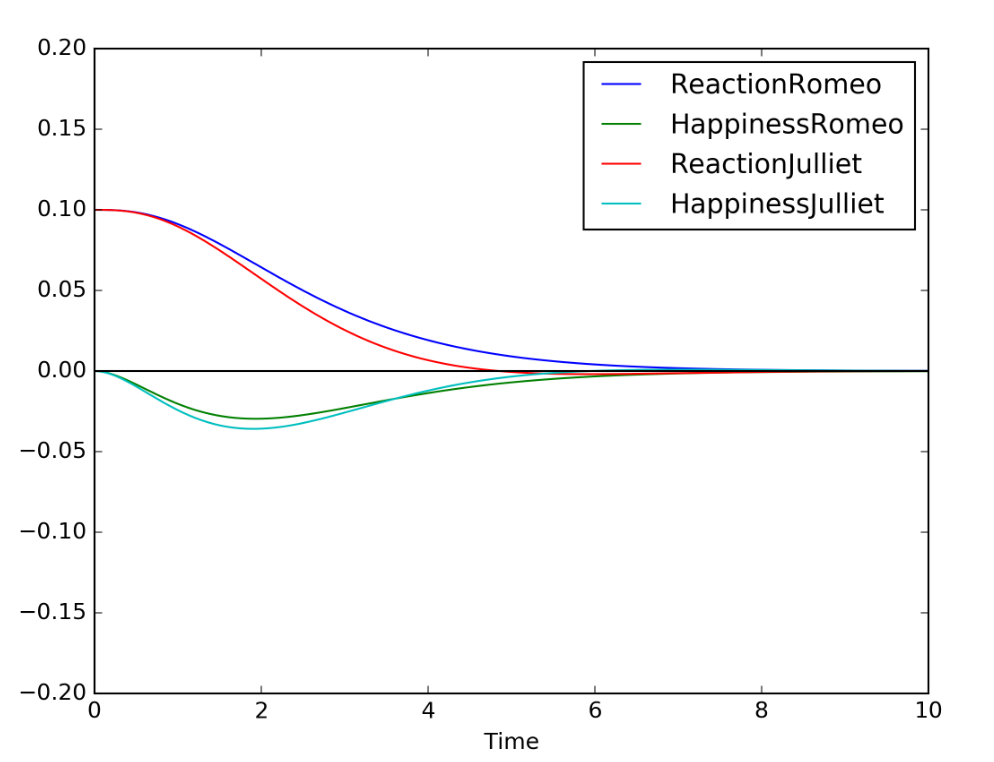 0.20
0.15
0.10
0.05
0.00
−0.05
−0.10
−0.15
−0.20
ReactionRomeo
HappinessRomeo
ReactionJulliet
HappinessJulliet
0 2 4 6 8 10
Time